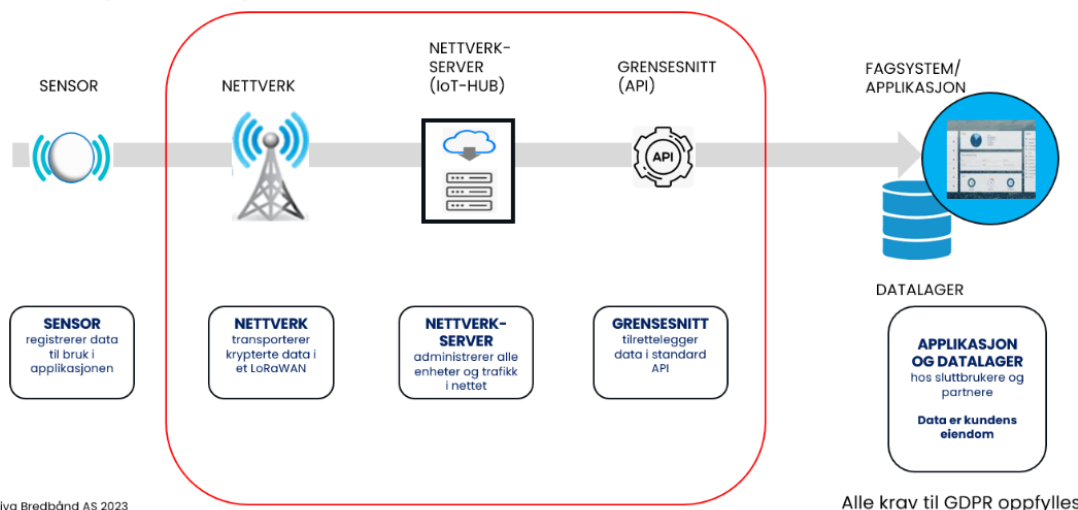 SENSOR
NETTVERK
NETTVERK-
SERVER
(IoT-HUB)
GRENSESNITT
(API)
FAGSYSTEM/
APPLIKASJON
API
DATALAGER
SENSOR
registrerer data
til bruk i
applikasjonen
NETTVERK
transporterer
krypterte data i
et LoRaWAN
NETTVERK-
SERVER
administrerer alle
enheter og trafikk
i nettet
GRENSESNITT
tilrettelegger
data i standard
API
APPLIKASJON
OG DATALAGER
hos sluttbrukere og
partnere
Data er kundens
eiendom
Bredbånd AS 2023
Alle krav til GDPR oppfylles